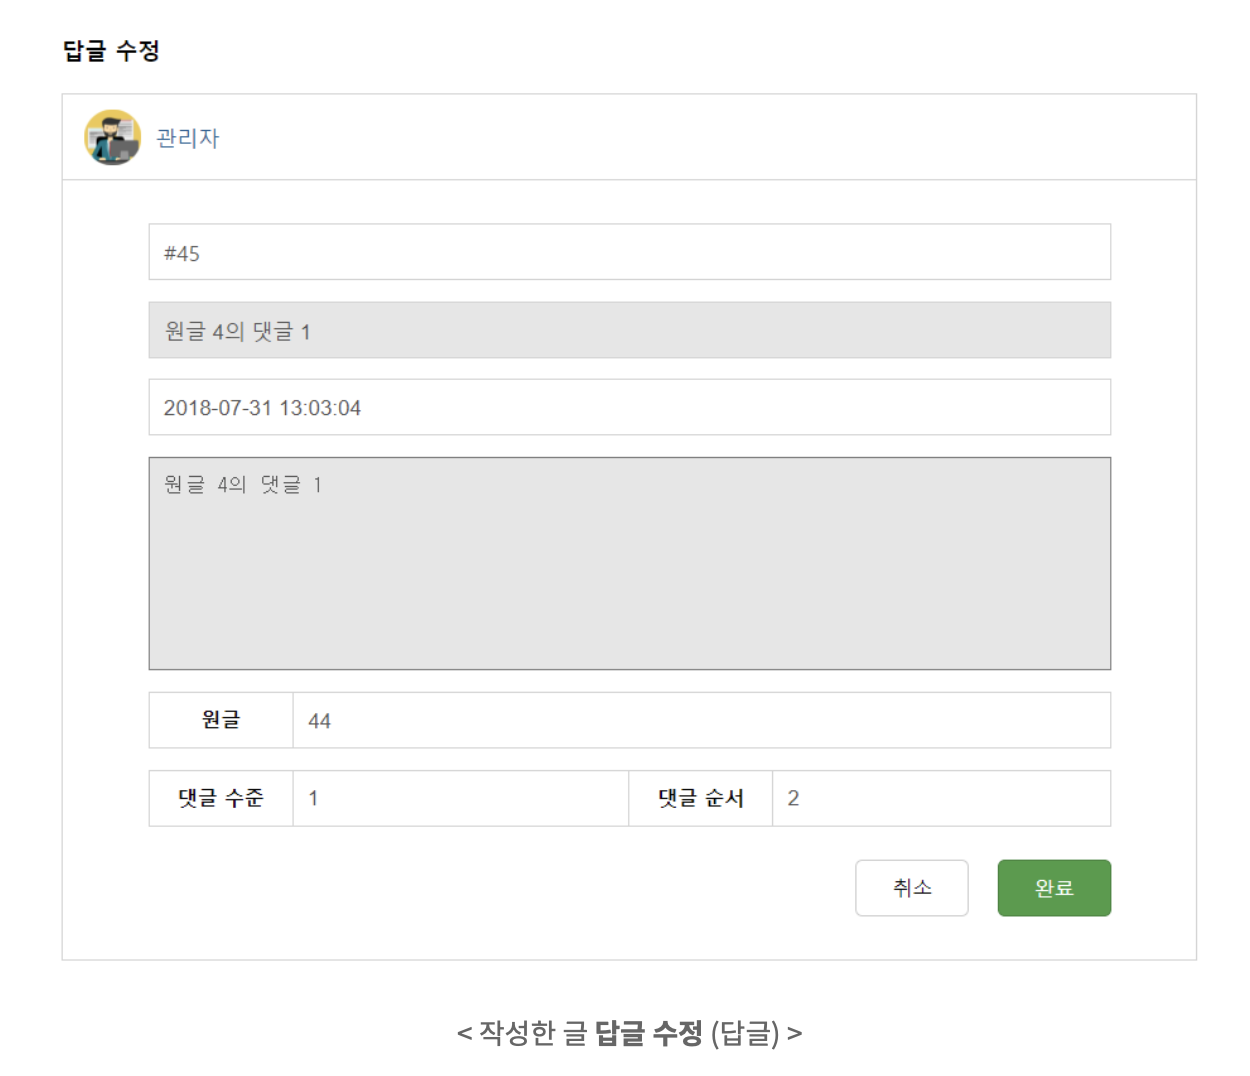 답글 수정
관리자
#45
원글 4의 댓글 1
2018-07-31 13:03:04
원글 4의 댓글 1
원글 44
댓글 수준 1 댓글 순서 2
취소 완료
< 작성한 글 답글 수정 (답글) >